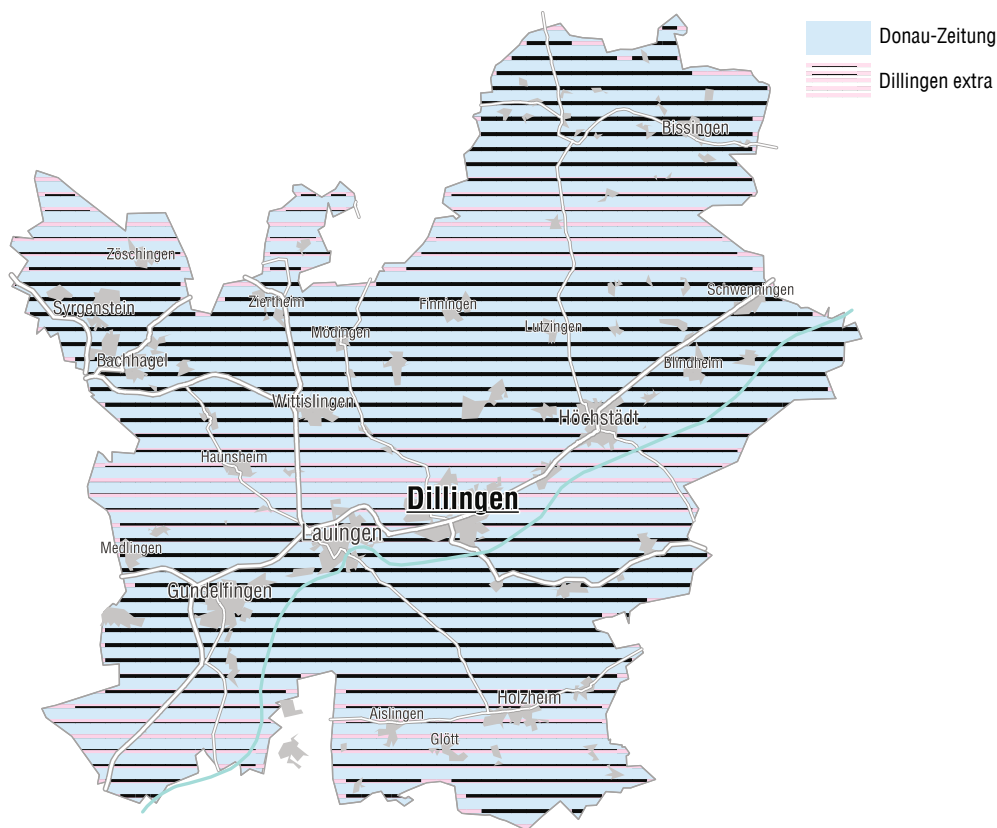 Donau-Zeitung
Dillingen extra
Bissingen
Zöschingen
Syrgenstein
Ziertheim
Finningen
Schwenningen
Mödingen
Lutzingen
Bachhagel
Blindheim
Wittislingen
Höchstädt
Haunsheim
Dillingen
Lauingen
Medlingen
Gundelfingen
Holzheim
Aislingen
Glött